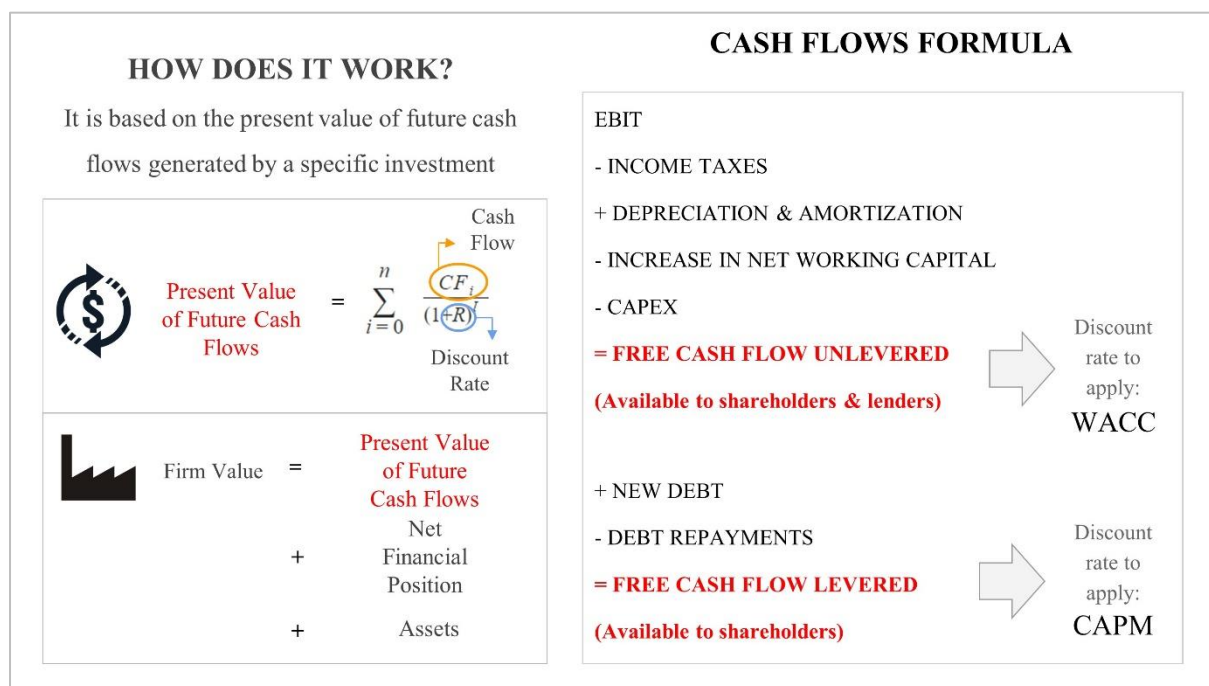 HOW DOES IT WORK?
It is based on the present value of future cash
flows generated by a specific investment
Cash
Flow
Present Value
of Future Cash
Flows
=
n
∑
i = 0
CF i
(1+R)^i
Discount
Rate
$
Firm Value
=
Present Value
of Future
Cash Flows
+
Net
Financial
Position
+
Assets
CASH FLOWS FORMULA
EBIT
- INCOME TAXES
+ DEPRECIATION & AMORTIZATION
- INCREASE IN NET WORKING CAPITAL
- CAPEX
= FREE CASH FLOW UNLEVERED
(Available to shareholders & lenders)
Discount
rate to
apply:
WACC
+ NEW DEBT
- DEBT REPAYMENTS
= FREE CASH FLOW LEVERED
(Available to shareholders)
Discount
rate to
apply:
CAPM